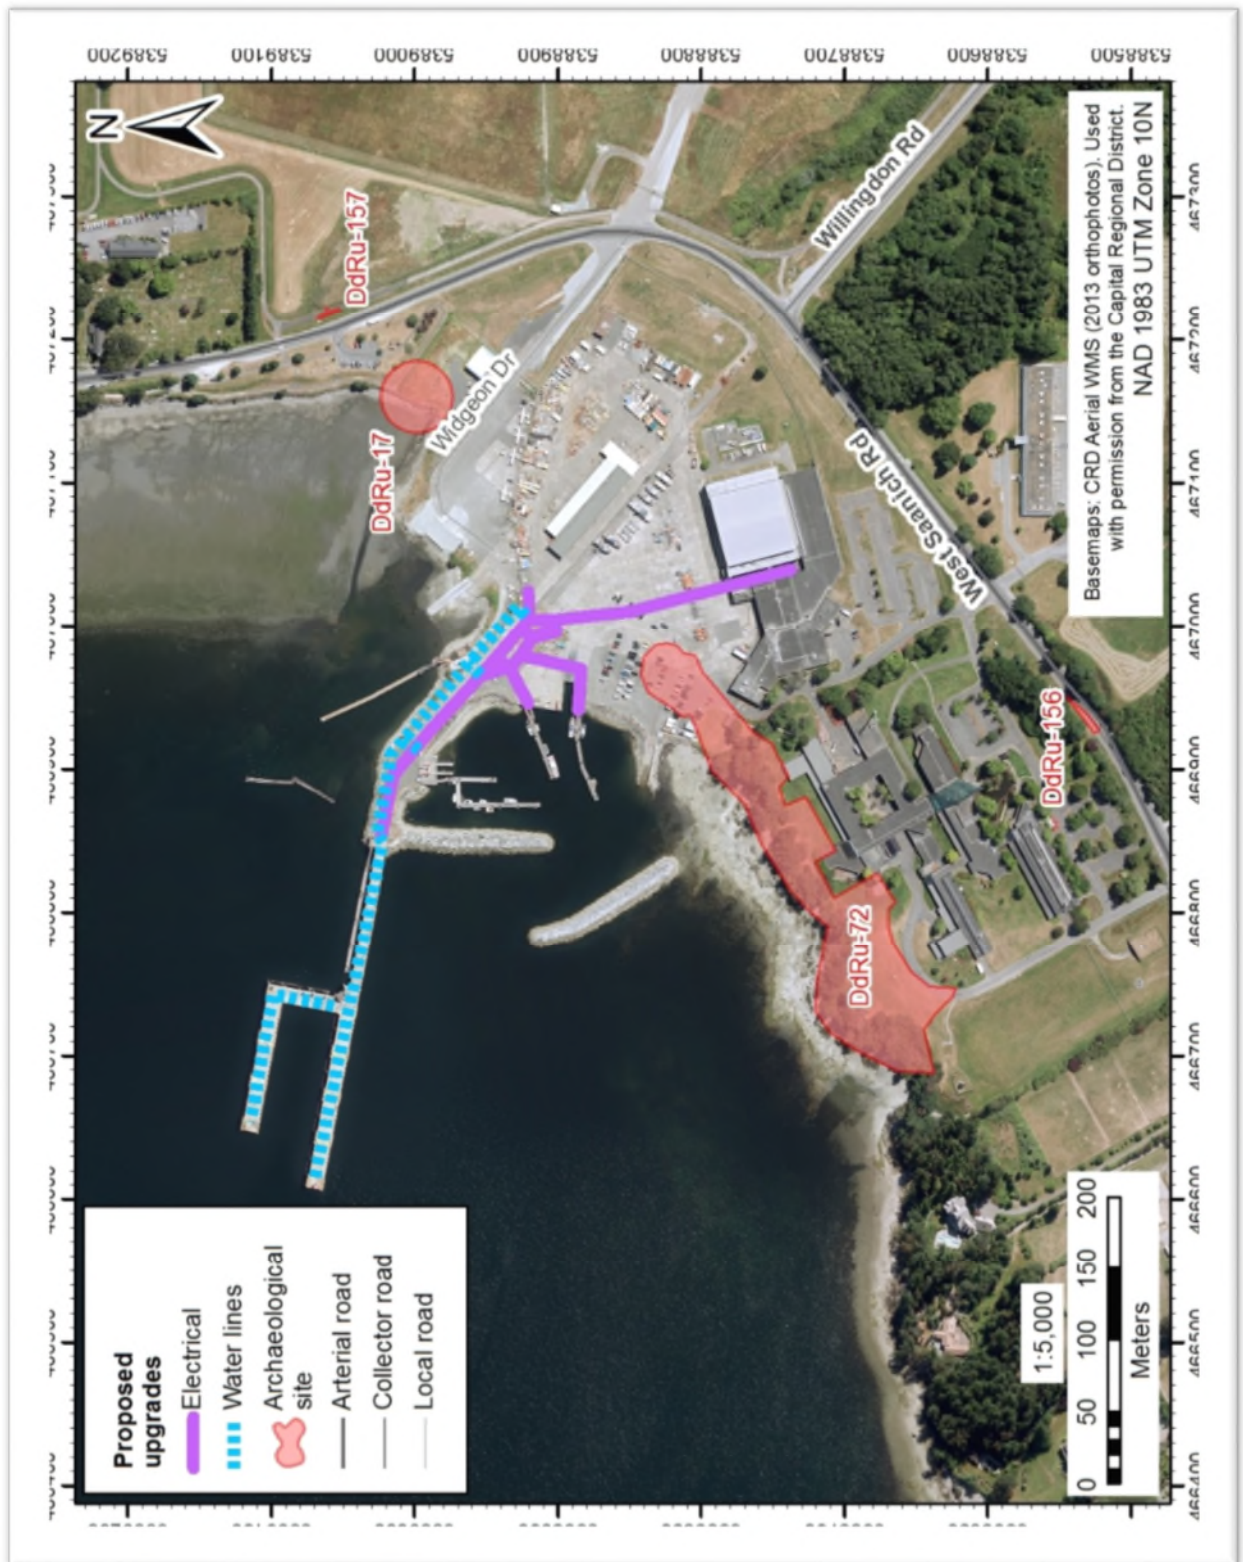 5389200
5389100
5389000
5388900
5388800
5388700
5388600
5388500
N
DdRu-157
DdRu-17
Widgeon Dr
Willingdon Rd
West Saanich Rd
DdRu-156
DdRu-72
Basemaps: CRD Aerial WMS (2013 orthophotos). Used
with permission from the Capital Regional District.
NAD 1983 UTM Zone 10N
467300
467100
467000
466800
466700
466600
466500
466400
Proposed
upgrades
Electrical
Water lines
Archaeological
site
Arterial road
Collector road
Local road
1:5,000
0 50 100 150 200
Meters